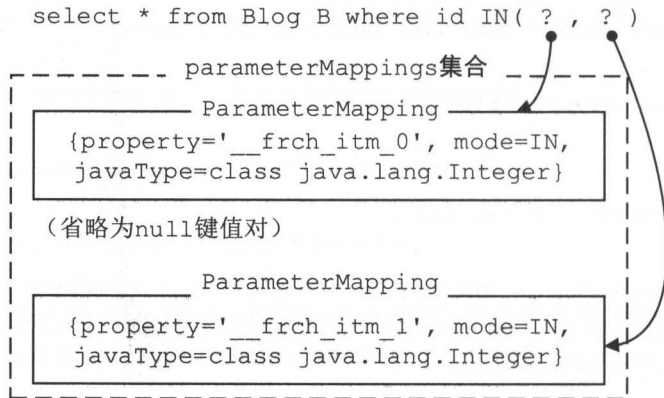 select * from Blog B where id IN( ? , ? )
parameterMappings集合
ParameterMapping
{property='__frch_itm_0', mode=IN,
javaType=class java.lang.Integer}
（省略为null键值对）
ParameterMapping
{property='__frch_itm_1', mode=IN,
javaType=class java.lang.Integer}